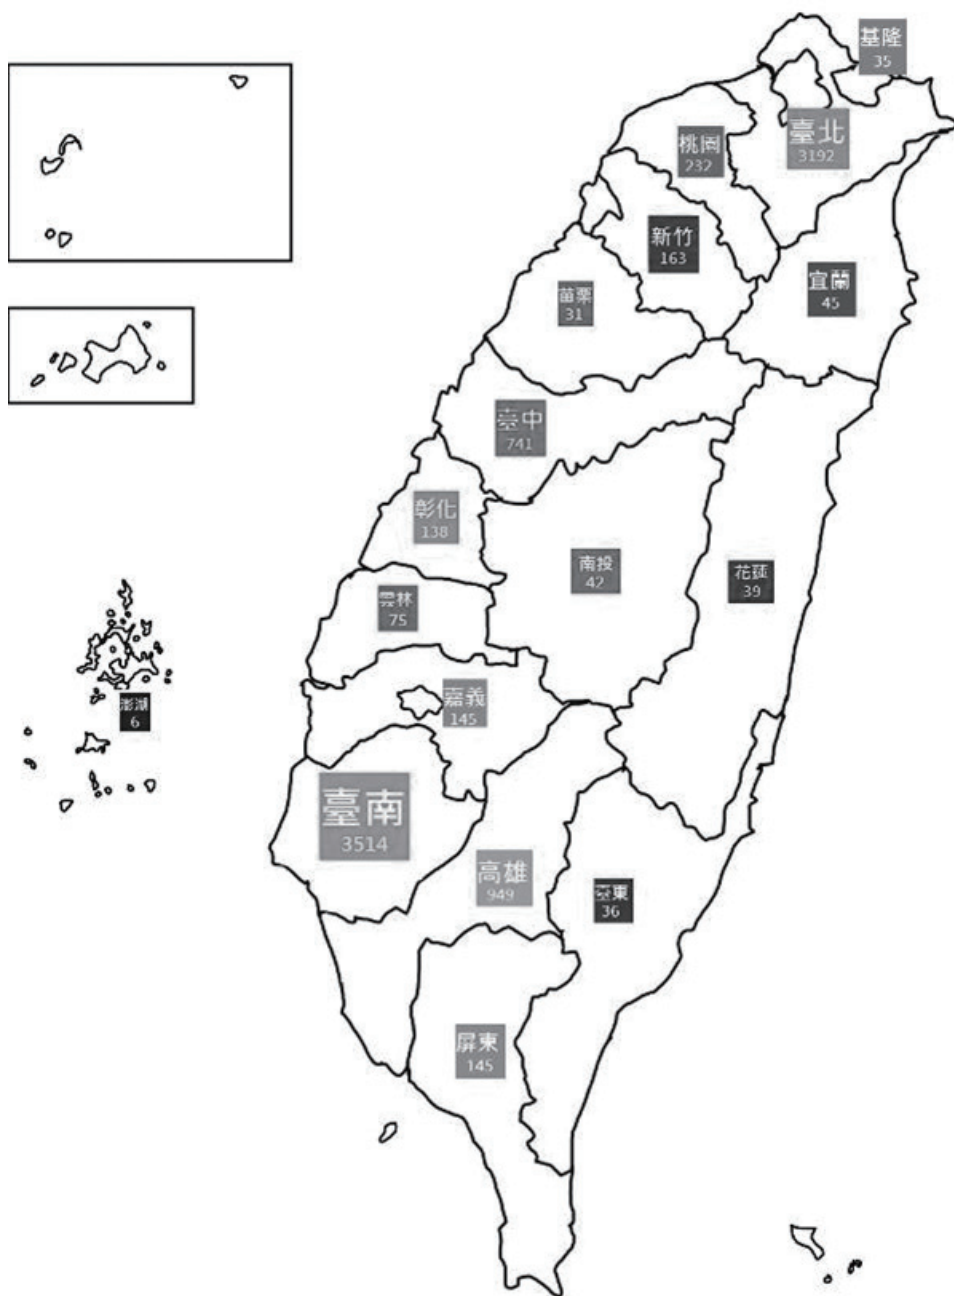 基隆
35
臺北
3192
桃園
232
新竹
163
宜蘭
45
苗栗
31
臺中
741
彰化
138
南投
42
花蓮
39
雲林
75
嘉義
145
澎湖
6
臺南
3514
高雄
949
臺東
36
屏東
145